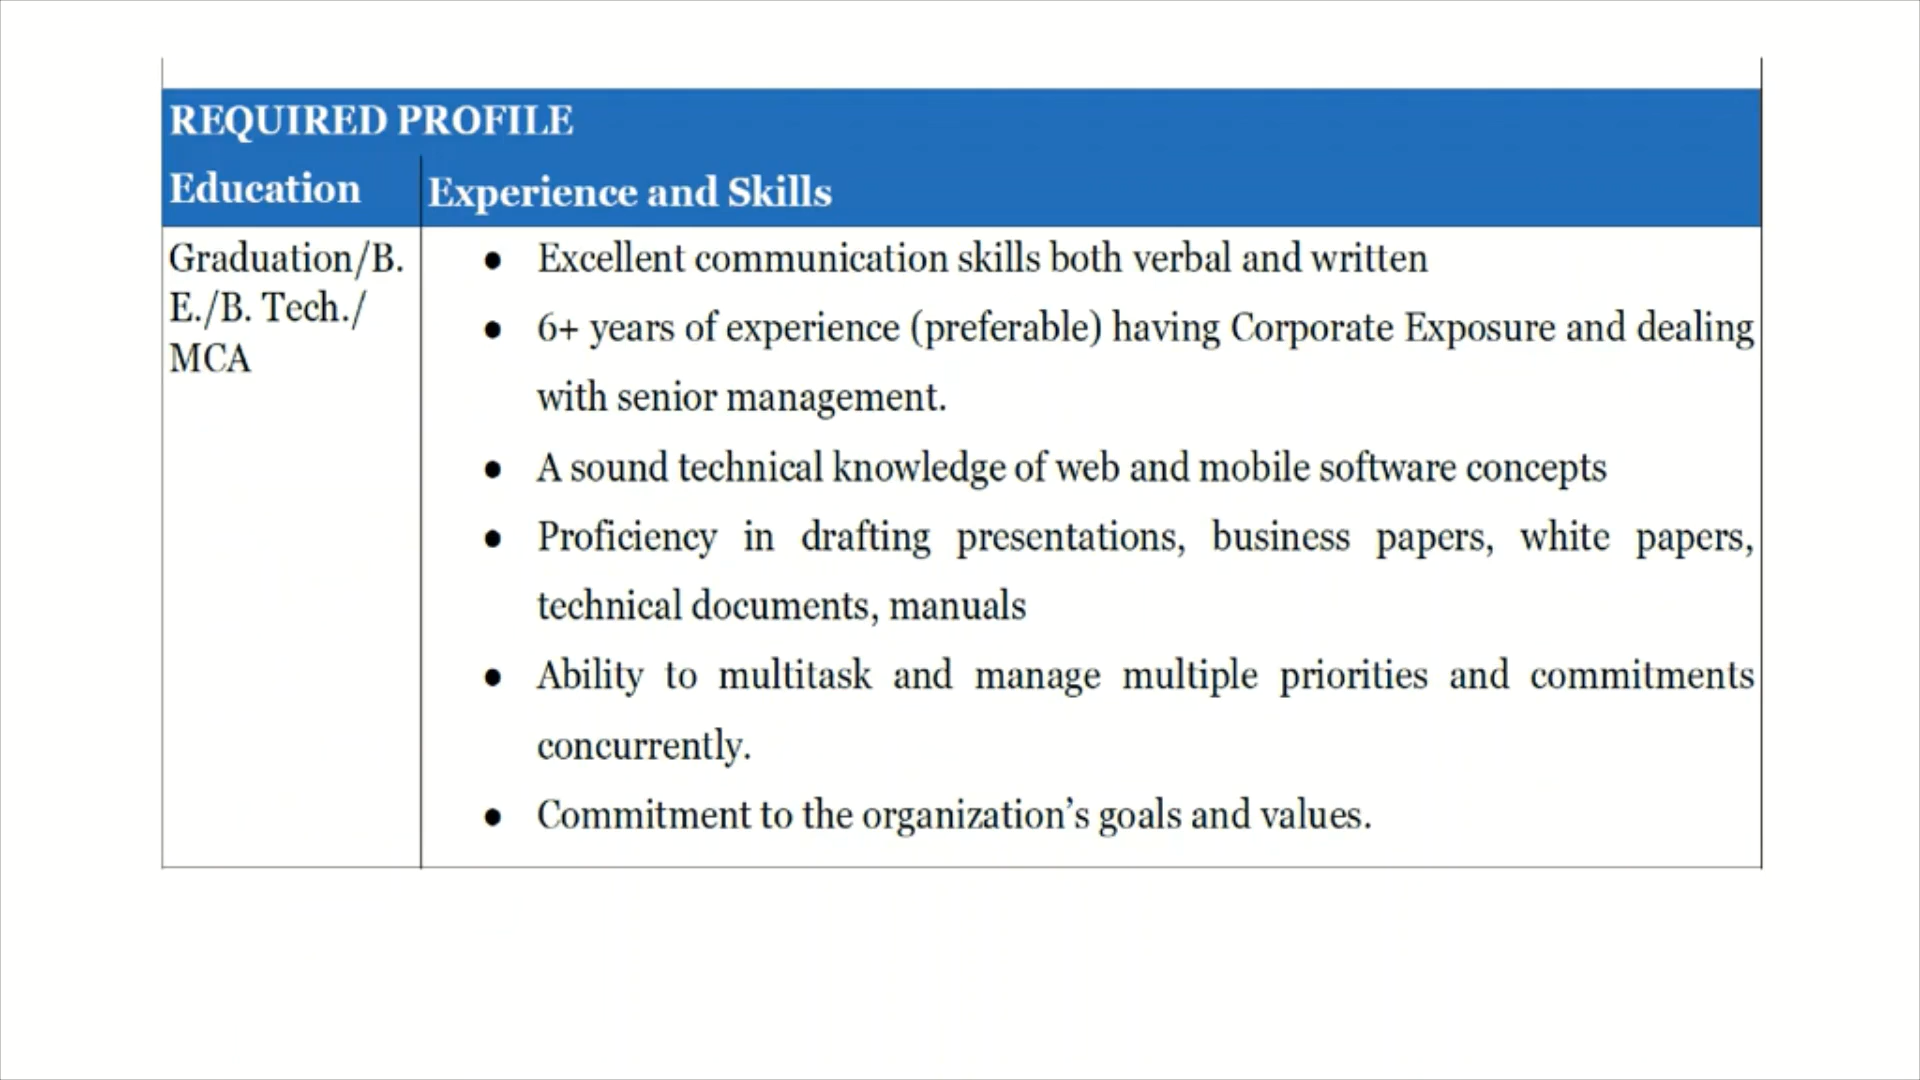 REQUIRED PROFILE
Education
Experience and Skills
Graduation/B.
E./B. Tech./
MCA
● Excellent communication skills both verbal and written
● 6+ years of experience (preferable) having Corporate Exposure and dealing
with senior management.
● A sound technical knowledge of web and mobile software concepts
● Proficiency in drafting presentations, business papers, white papers,
technical documents, manuals
● Ability to multitask and manage multiple priorities and commitments
concurrently.
● Commitment to the organization’s goals and values.